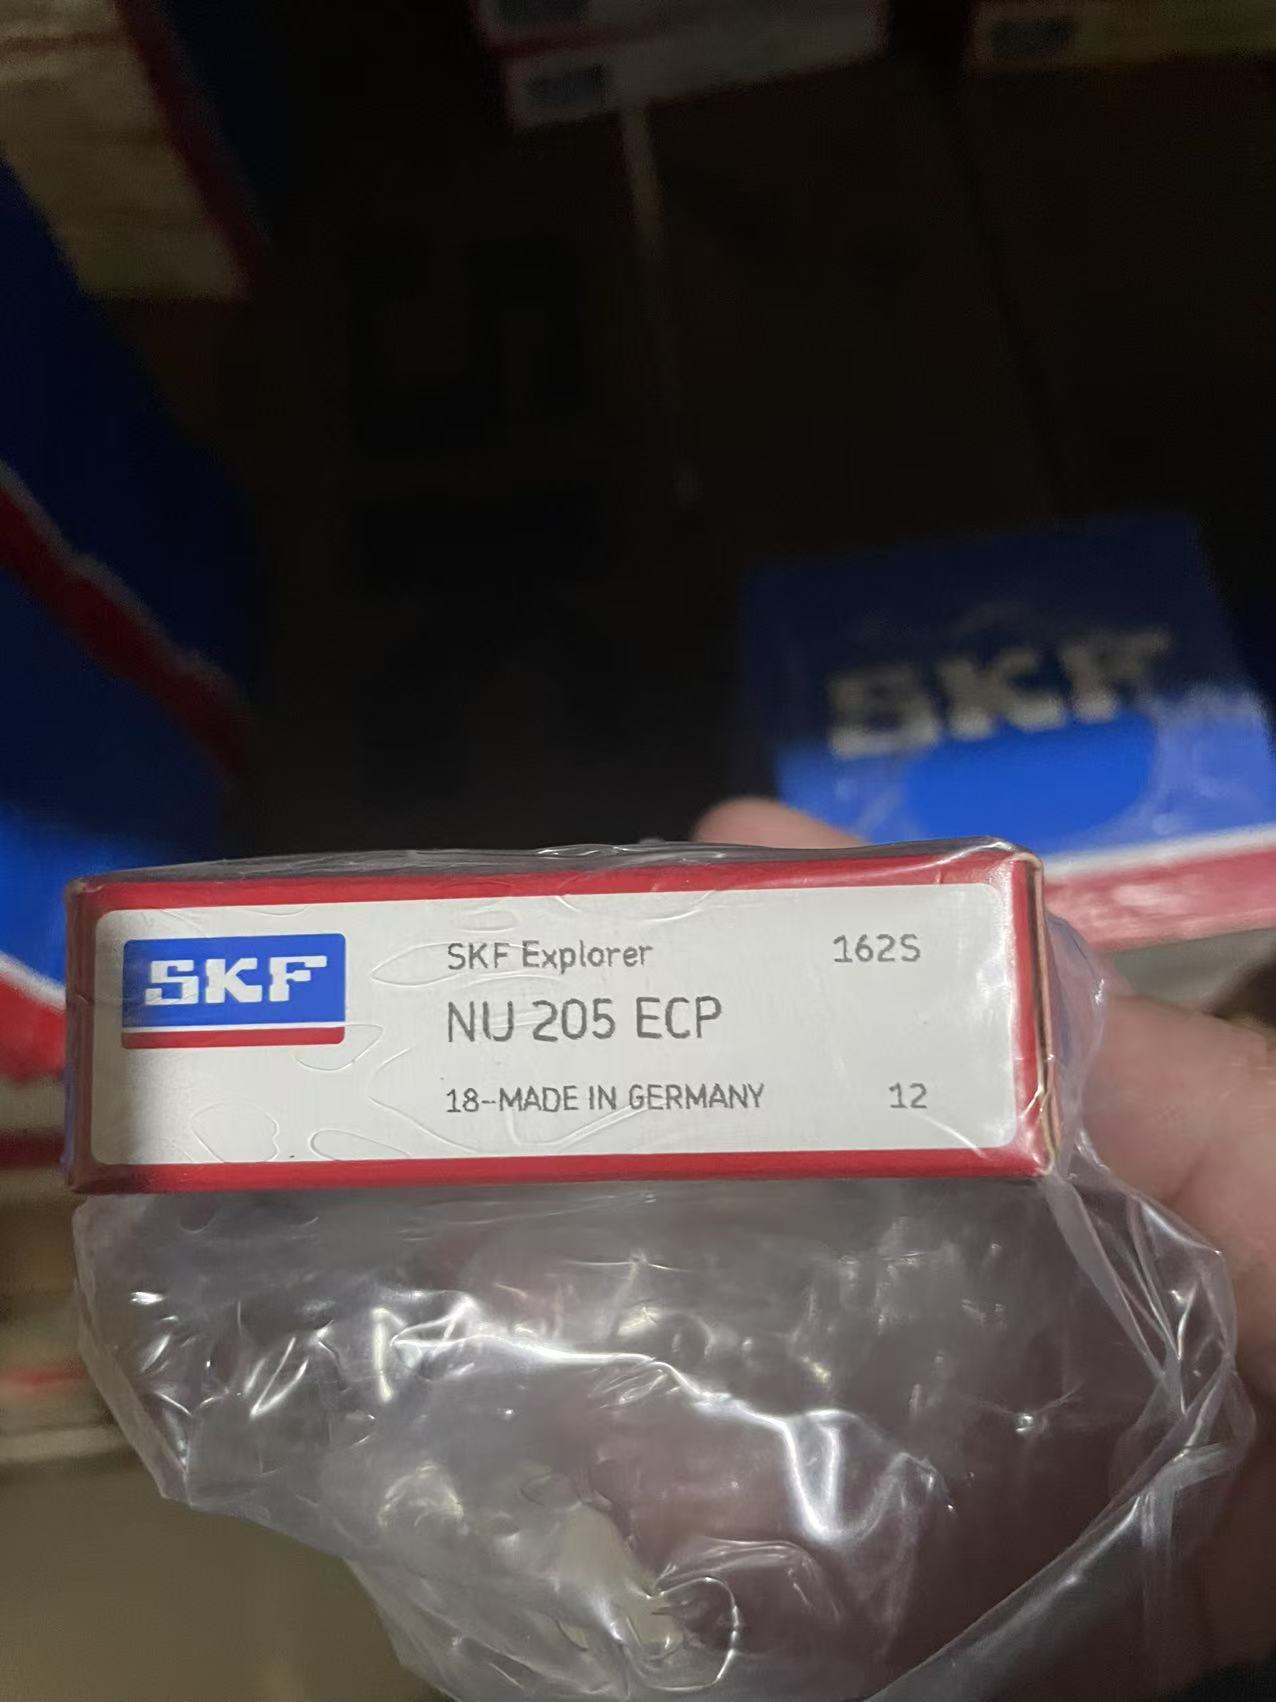 SKF
SKF
SKF Explorer 162S
NU 205 ECP
18-MADE IN GERMANY 12